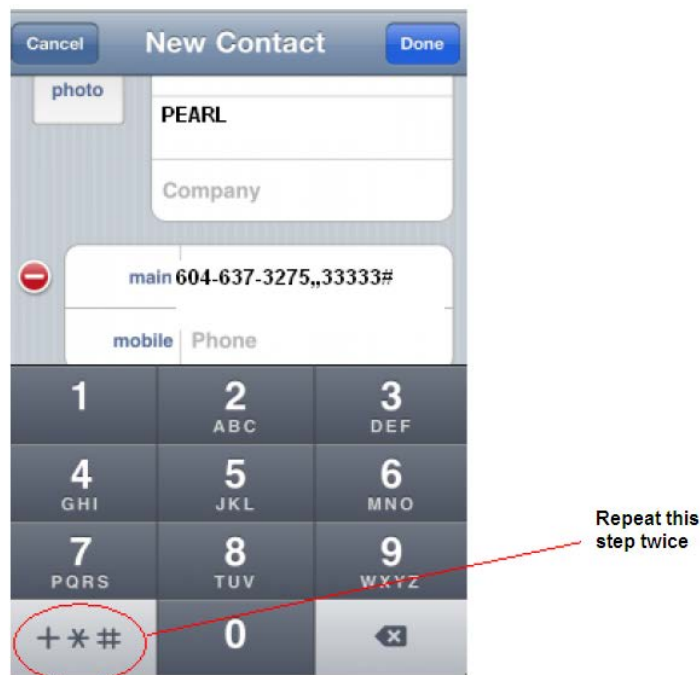 Cancel New Contact Done
photo
PEARL
Company
main 604-637-3275,,33333#
mobile Phone
1 2 3
ABC DEF
4 5 6
GHI JKL MNO
7 8 9
PQRS TUV WXYZ
+*# 0
Repeat this
step twice